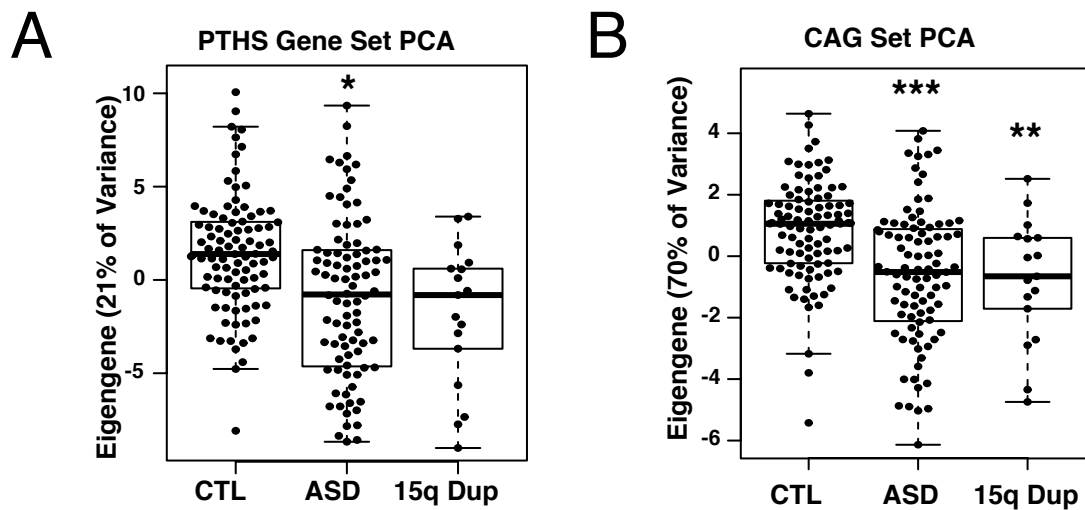 A
PTHS Gene Set PCA
Eigengene (21% of Variance)
10
5
0
-5
*
CTL
ASD
15q Dup
B
CAG Set PCA
Eigengene (70% of Variance)
4
2
0
-2
-4
-6
***
**
CTL
ASD
15q Dup